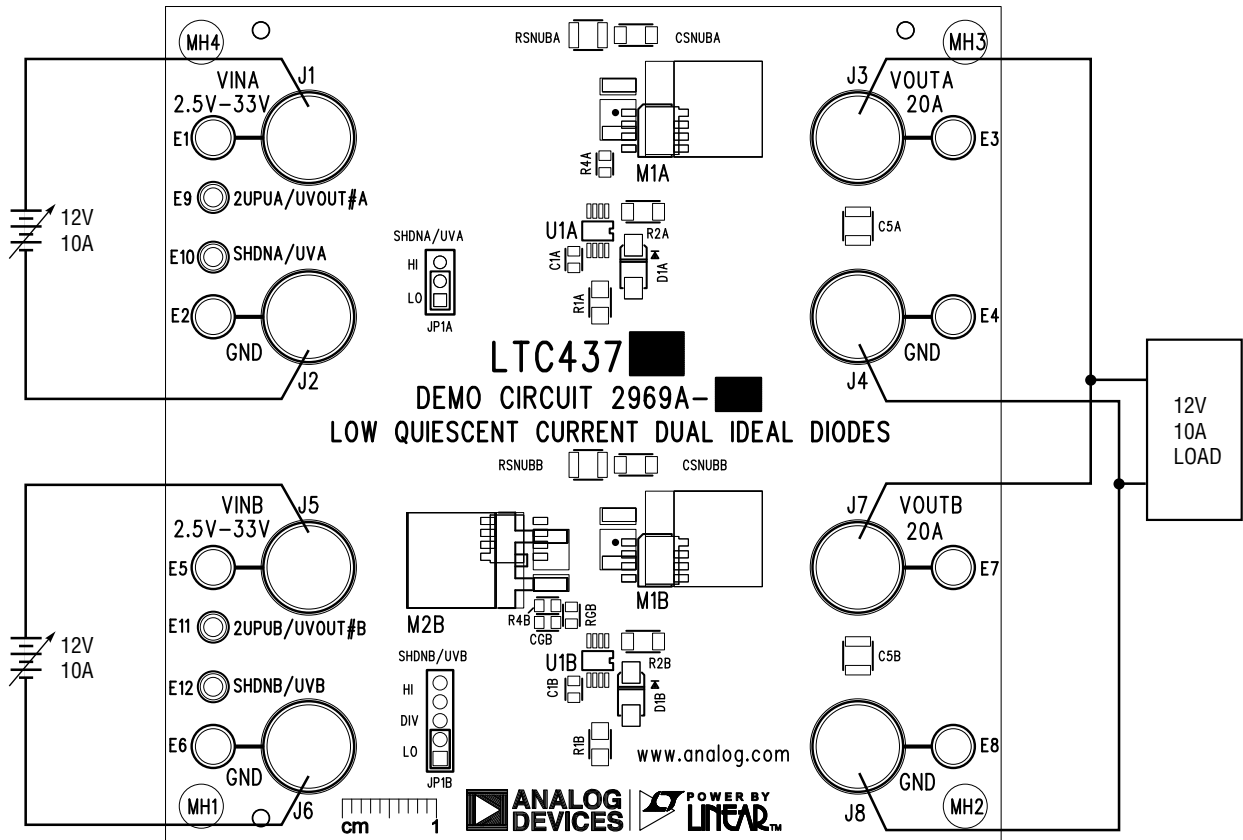 MH4
MH3
RSNUBA
CSNUBA
VINA
2.5V-33V
J1
J3
VOUTA
20A
E1
E3
R4A
M1A
E9
2UPUA/UVOUT#A
12V
10A
U1A
R2A
C5A
SHDNA/UVA
E10
SHDNA/UVA
HI
LO
JP1A
C1A
D1A
R1A
E2
GND
J2
E4
GND
J4
LTC437
DEMO CIRCUIT 2969A-
LOW QUIESCENT CURRENT DUAL IDEAL DIODES
12V
10A
LOAD
RSNUBB
CSNUBB
VINB
2.5V-33V
J5
J7
VOUTB
20A
E5
E7
M2B
M1B
R4B
CGB
RGB
E11
2UPUB/UVOUT#B
12V
10A
SHDNB/UVB
U1B
R2B
C5B
E12
SHDNB/UVB
HI
DIV
LO
JP1B
C1B
D1B
R1B
www.analog.com
E6
GND
J6
E8
GND
J8
MH1
MH2
cm 1
ANALOG
DEVICES
POWER BY
LINEAR™